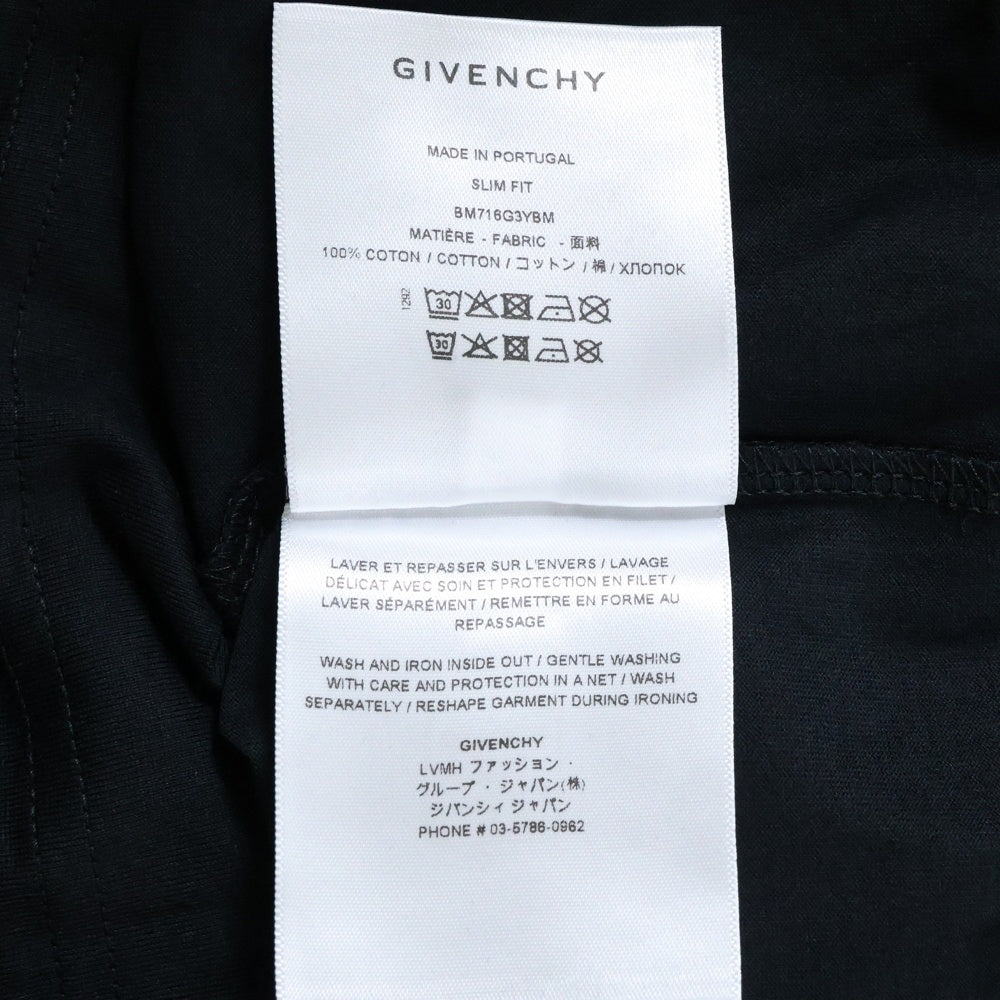 GIVENCHY
MADE IN PORTUGAL
SLIM FIT
BM716G3YBM
MATIÈRE - FABRIC - 面料
100% COTON / COTTON / コットン / 棉 / ХЛОПОК
1292
30
30
LAVER ET REPASSER SUR L'ENVERS / LAVAGE
DÉLICAT AVEC SOIN ET PROTECTION EN FILET /
LAVER SÉPARÉMENT / REMETTRE EN FORME AU
REPASSAGE
WASH AND IRON INSIDE OUT / GENTLE WASHING
WITH CARE AND PROTECTION IN A NET / WASH
SEPARATELY / RESHAPE GARMENT DURING IRONING
GIVENCHY
LVMH ファッション ·
グループ · ジャパン(株)
ジバンシィ ジャパン
PHONE # 03-5786-0962